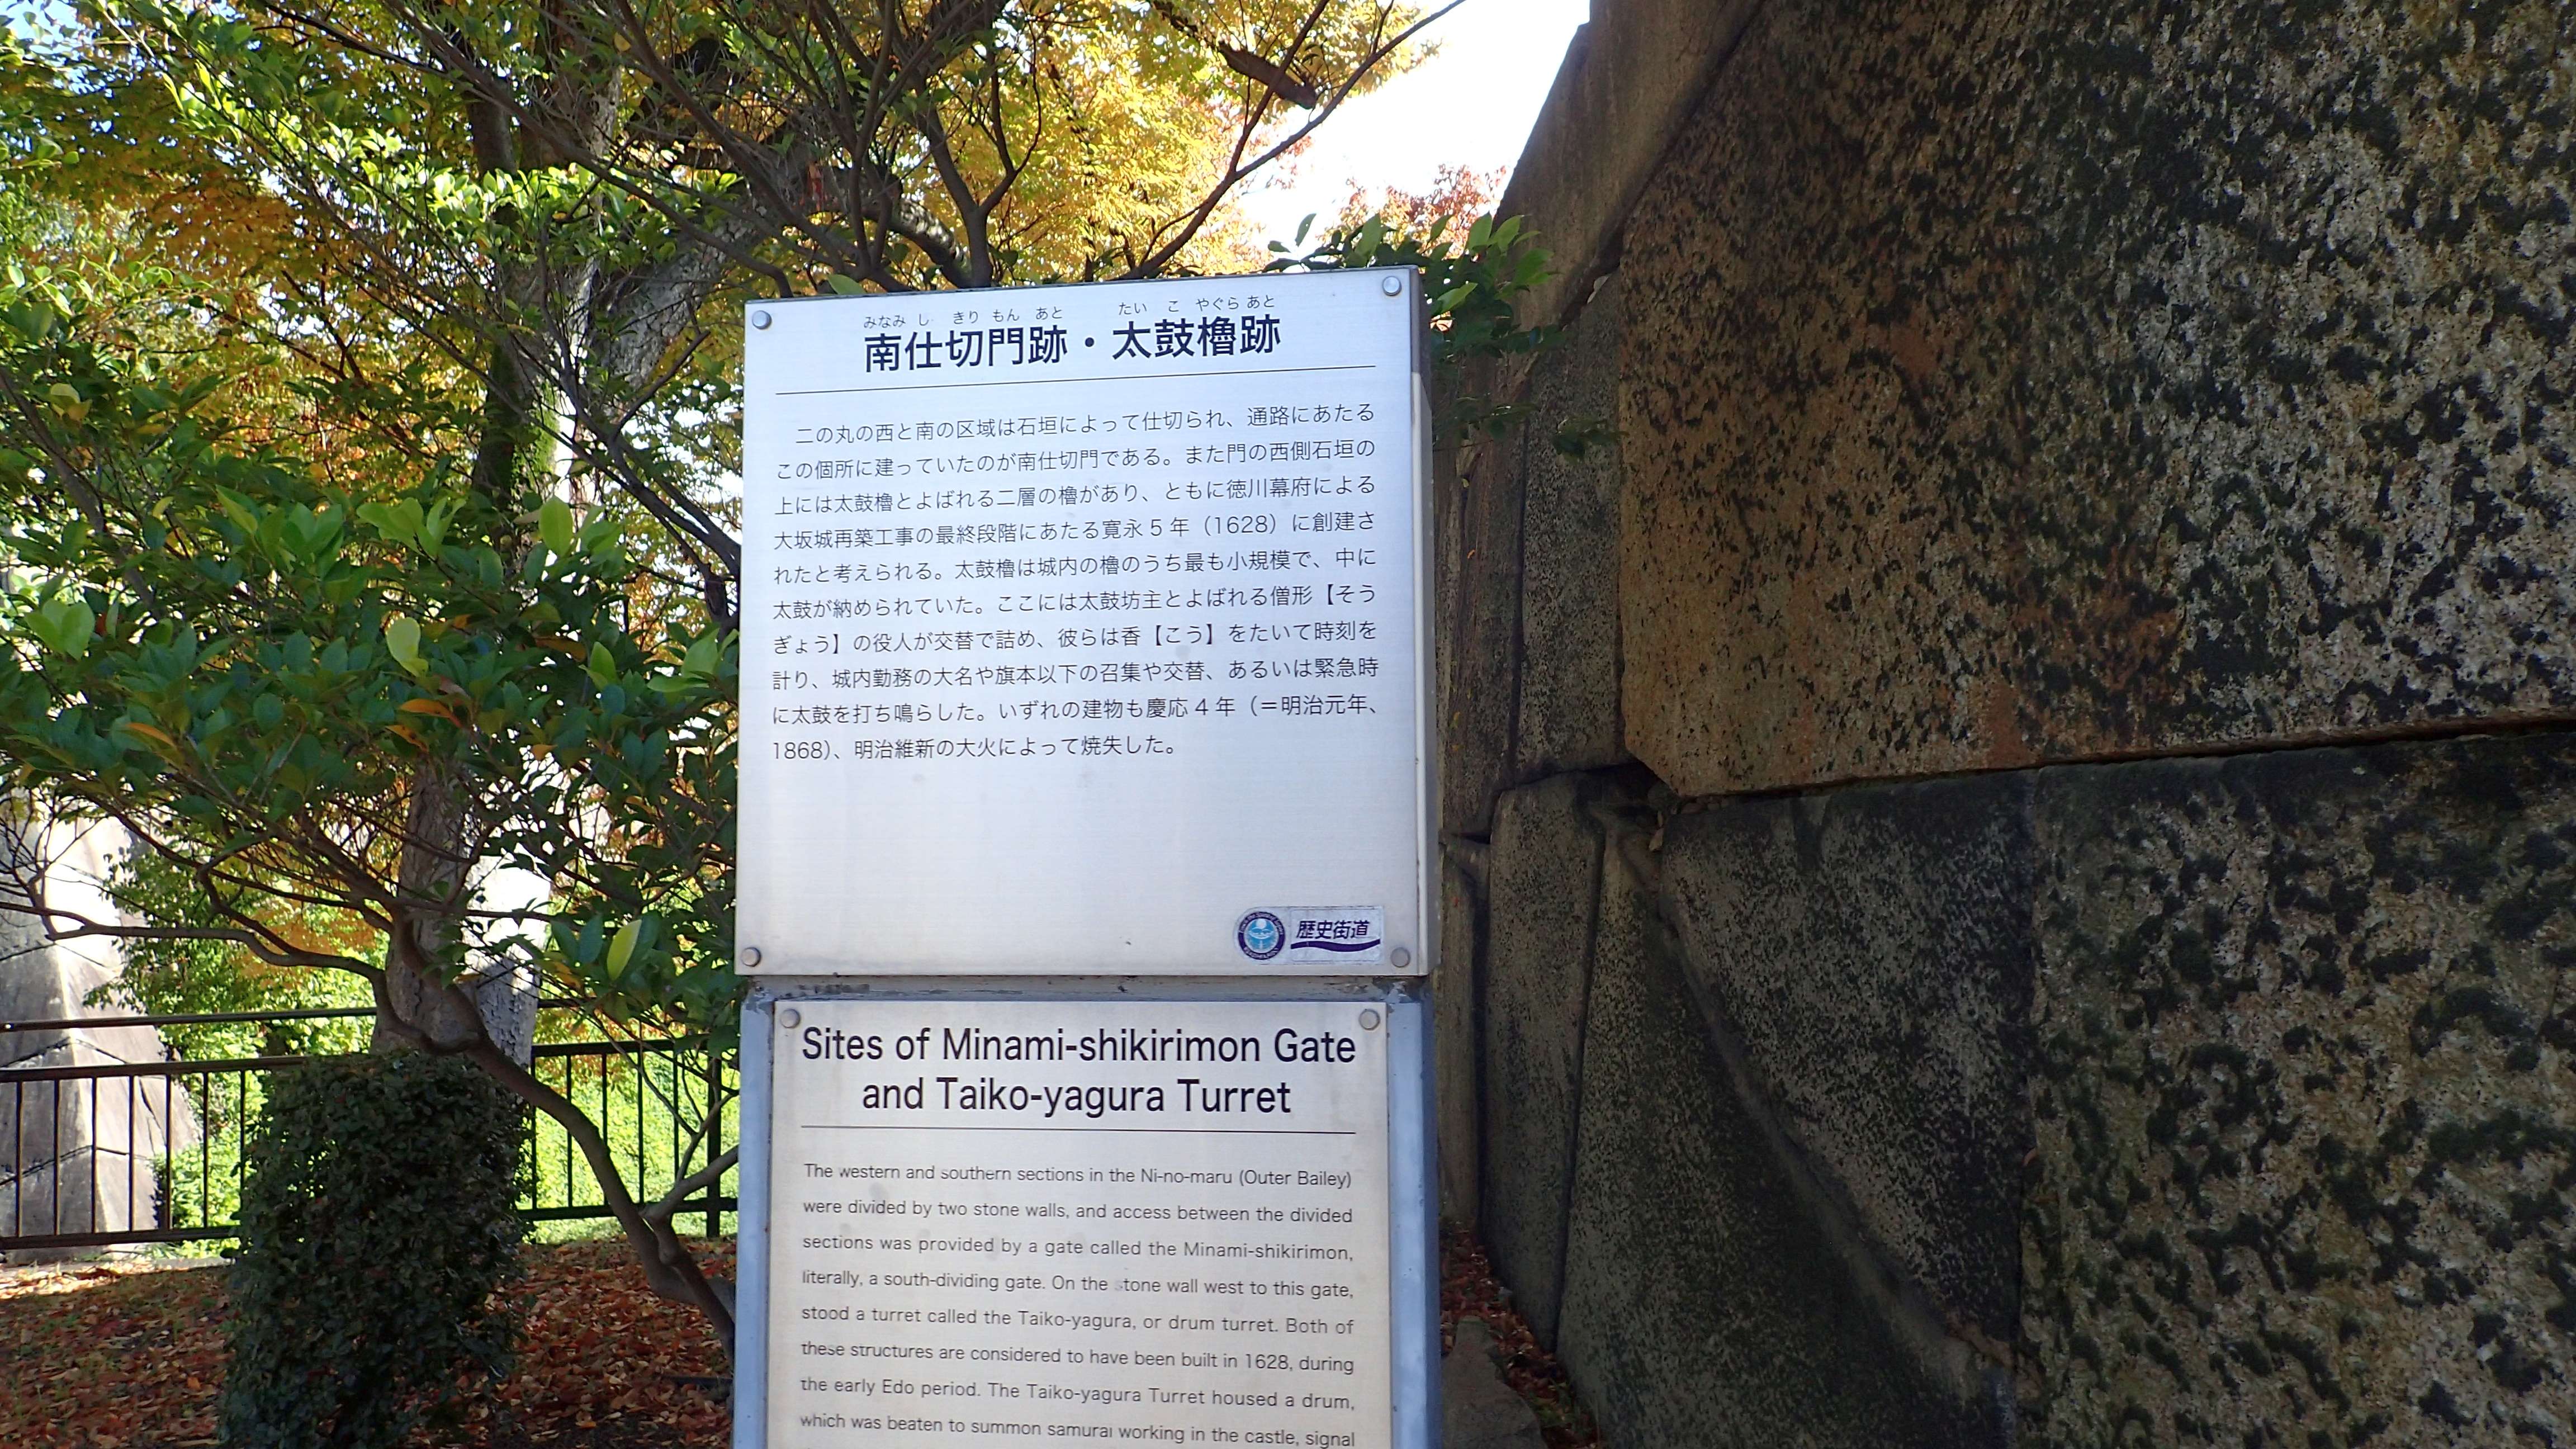 みなみ し きり もん あと たい こ やぐら あと
南仕切門跡・太鼓櫓跡
二の丸の西と南の区域は石垣によって仕切られ、通路にあたる
この個所に建っていたのが南仕切門である。また門の西側石垣の
上には太鼓櫓とよばれる二層の櫓があり、ともに徳川幕府による
大坂城再築工事の最終段階にあたる寛永5年（1628）に創建さ
れたと考えられる。太鼓櫓は城内の櫓のうち最も小規模で、中に
太鼓が納められていた。ここには太鼓坊主とよばれる僧形【そう
ぎょう】の役人が交替で詰め、彼らは香【こう】をたいて時刻を
計り、城内勤務の大名や旗本以下の召集や交替、あるいは緊急時
に太鼓を打ち鳴らした。いずれの建物も慶応4年（＝明治元年、
1868）、明治維新の大火によって焼失した。
歴史街道
Sites of Minami-shikirimon Gate
and Taiko-yagura Turret
The western and southern sections in the Ni-no-maru (Outer Bailey)
were divided by two stone walls, and access between the divided
sections was provided by a gate called the Minami-shikirimon,
literally, a south-dividing gate. On the stone wall west to this gate,
stood a turret called the Taiko-yagura, or drum turret. Both of
these structures are considered to have been built in 1628, during
the early Edo period. The Taiko-yagura Turret housed a drum,
which was beaten to summon samurai working in the castle, signal